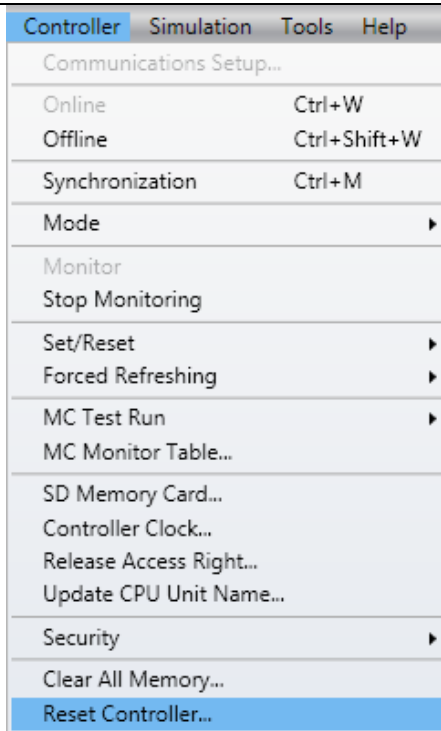 Controller Simulation Tools Help
Communications Setup...
Online Ctrl+W
Offline Ctrl+Shift+W
Synchronization Ctrl+M
Mode
Monitor
Stop Monitoring
Set/Reset
Forced Refreshing
MC Test Run
MC Monitor Table...
SD Memory Card...
Controller Clock...
Release Access Right...
Update CPU Unit Name...
Security
Clear All Memory...
Reset Controller...